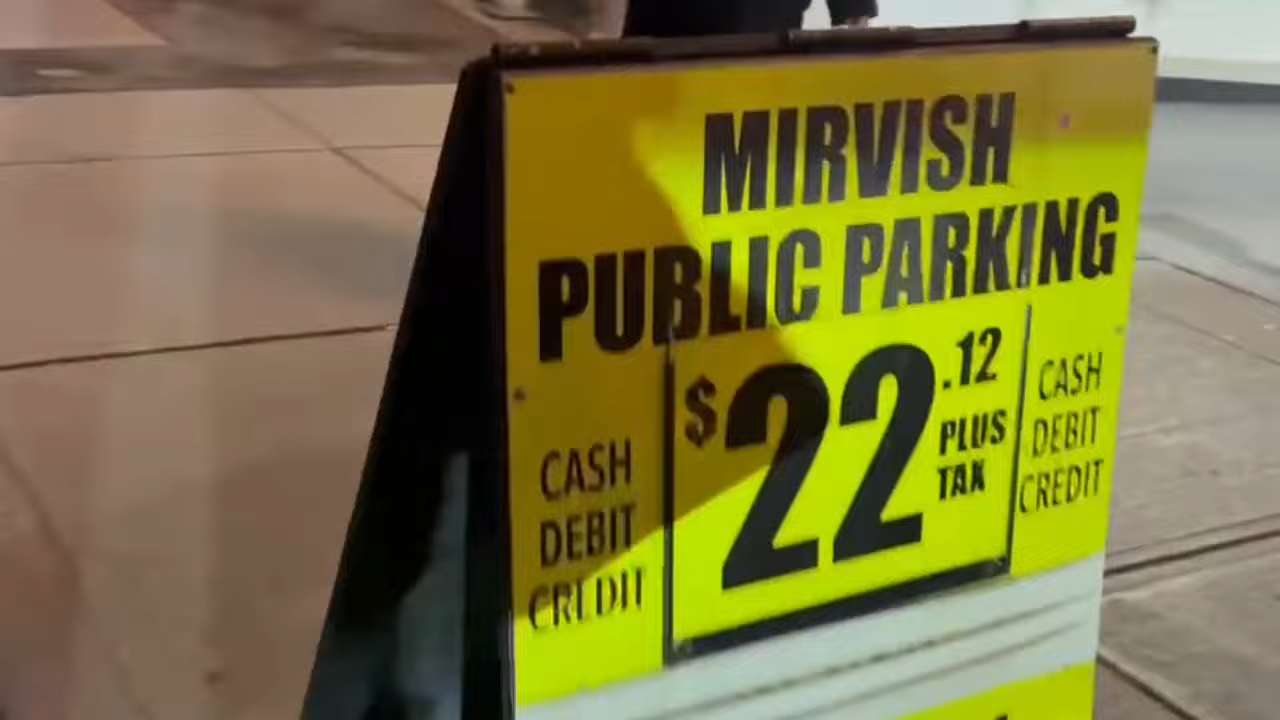 MIRVISH
PUBLIC PARKING
$22.12
PLUS
TAX
CASH
DEBIT
CREDIT
CASH
DEBIT
CREDIT